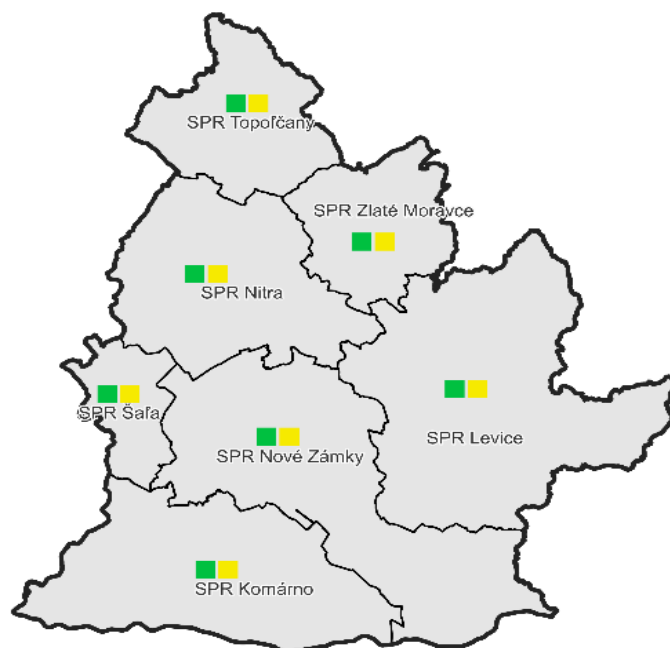 SPR Topoľčany
SPR Zlaté Moravce
SPR Nitra
SPR Šaľa
SPR Levice
SPR Nové Zámky
SPR Komárno